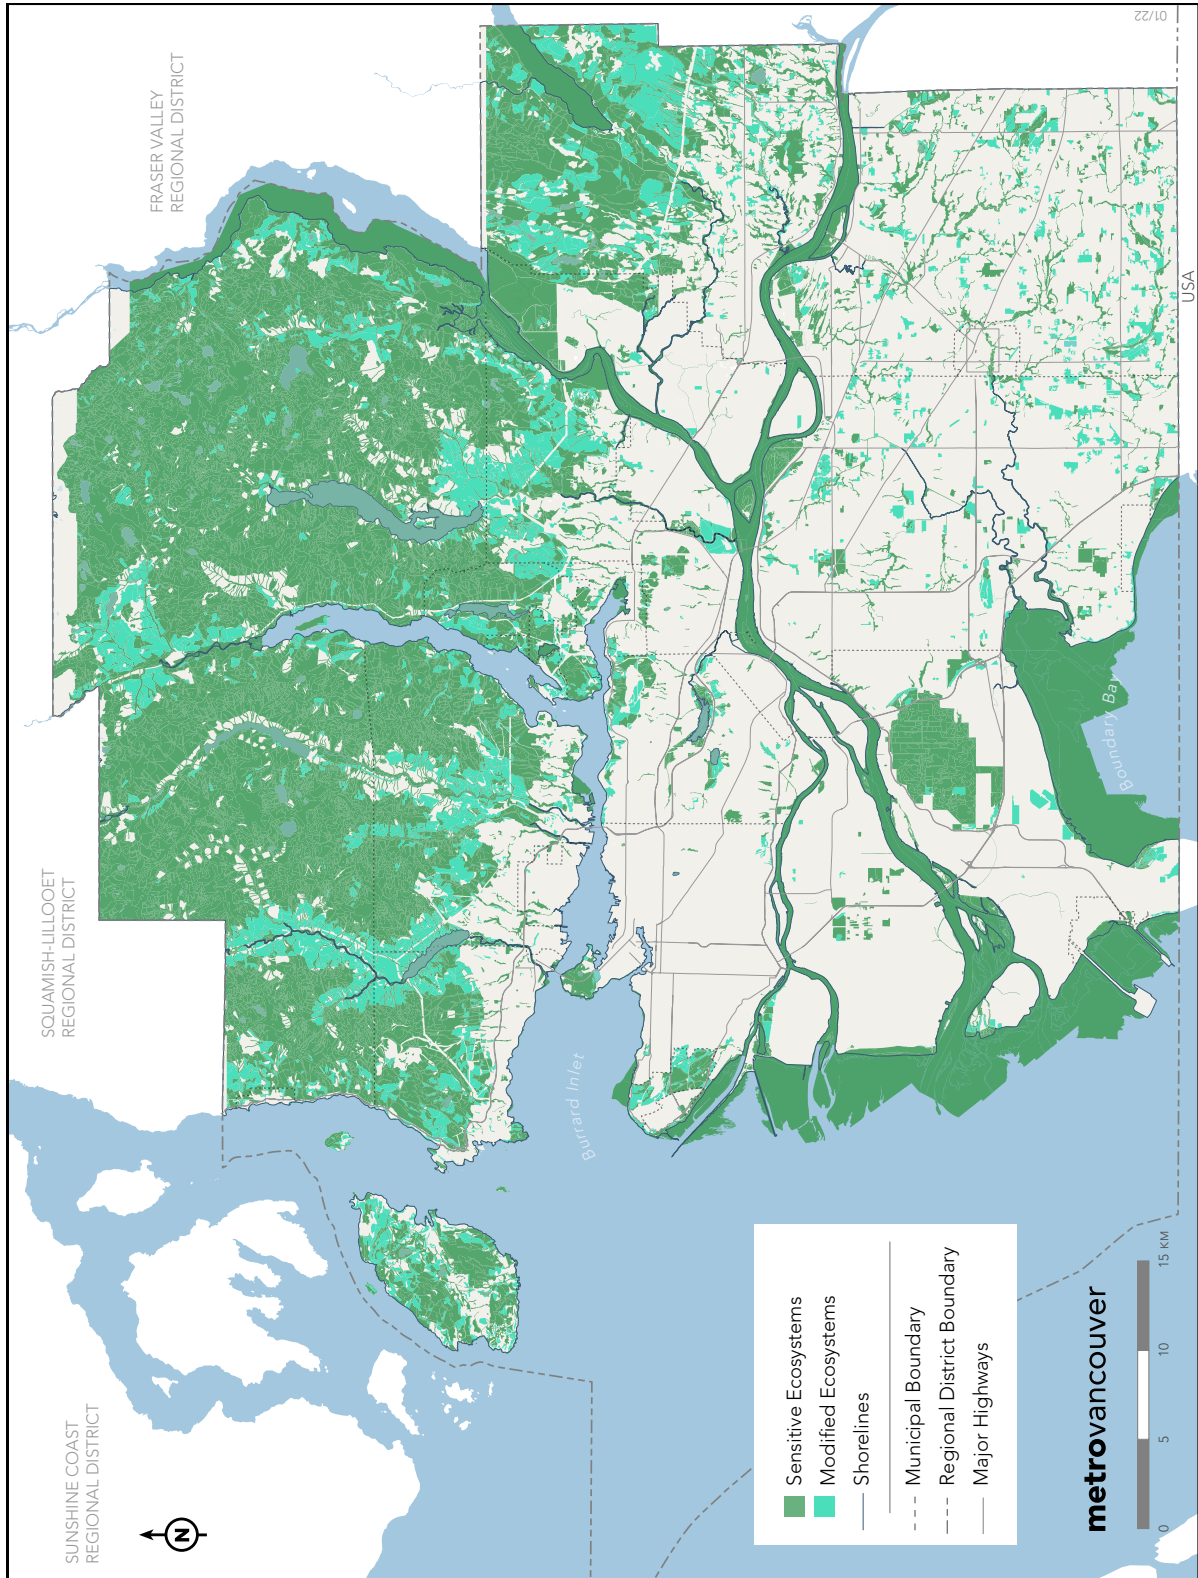 SUNSHINE COAST
REGIONAL DISTRICT
SQUAMISH-LILLOOET
REGIONAL DISTRICT
FRASER VALLEY
REGIONAL DISTRICT
N
Burrard Inlet
Boundary Bay
USA
Sensitive Ecosystems
Modified Ecosystems
Shorelines
Municipal Boundary
Regional District Boundary
Major Highways
metrovancouver
0 5 10 15 KM
01/22